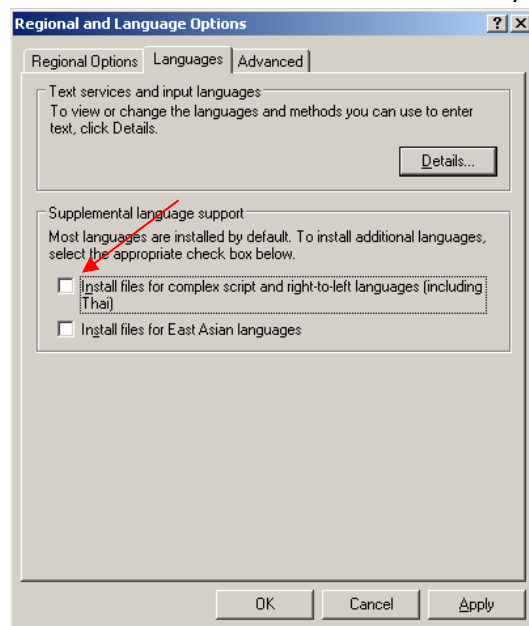 Regional and Language Options
Regional Options Languages Advanced
Text services and input languages
To view or change the languages and methods you can use to enter
text, click Details.
Details...
Supplemental language support
Most languages are installed by default. To install additional languages,
select the appropriate check box below.
Install files for complex script and right-to-left languages (including
Thai)
Install files for East Asian languages
OK Cancel Apply